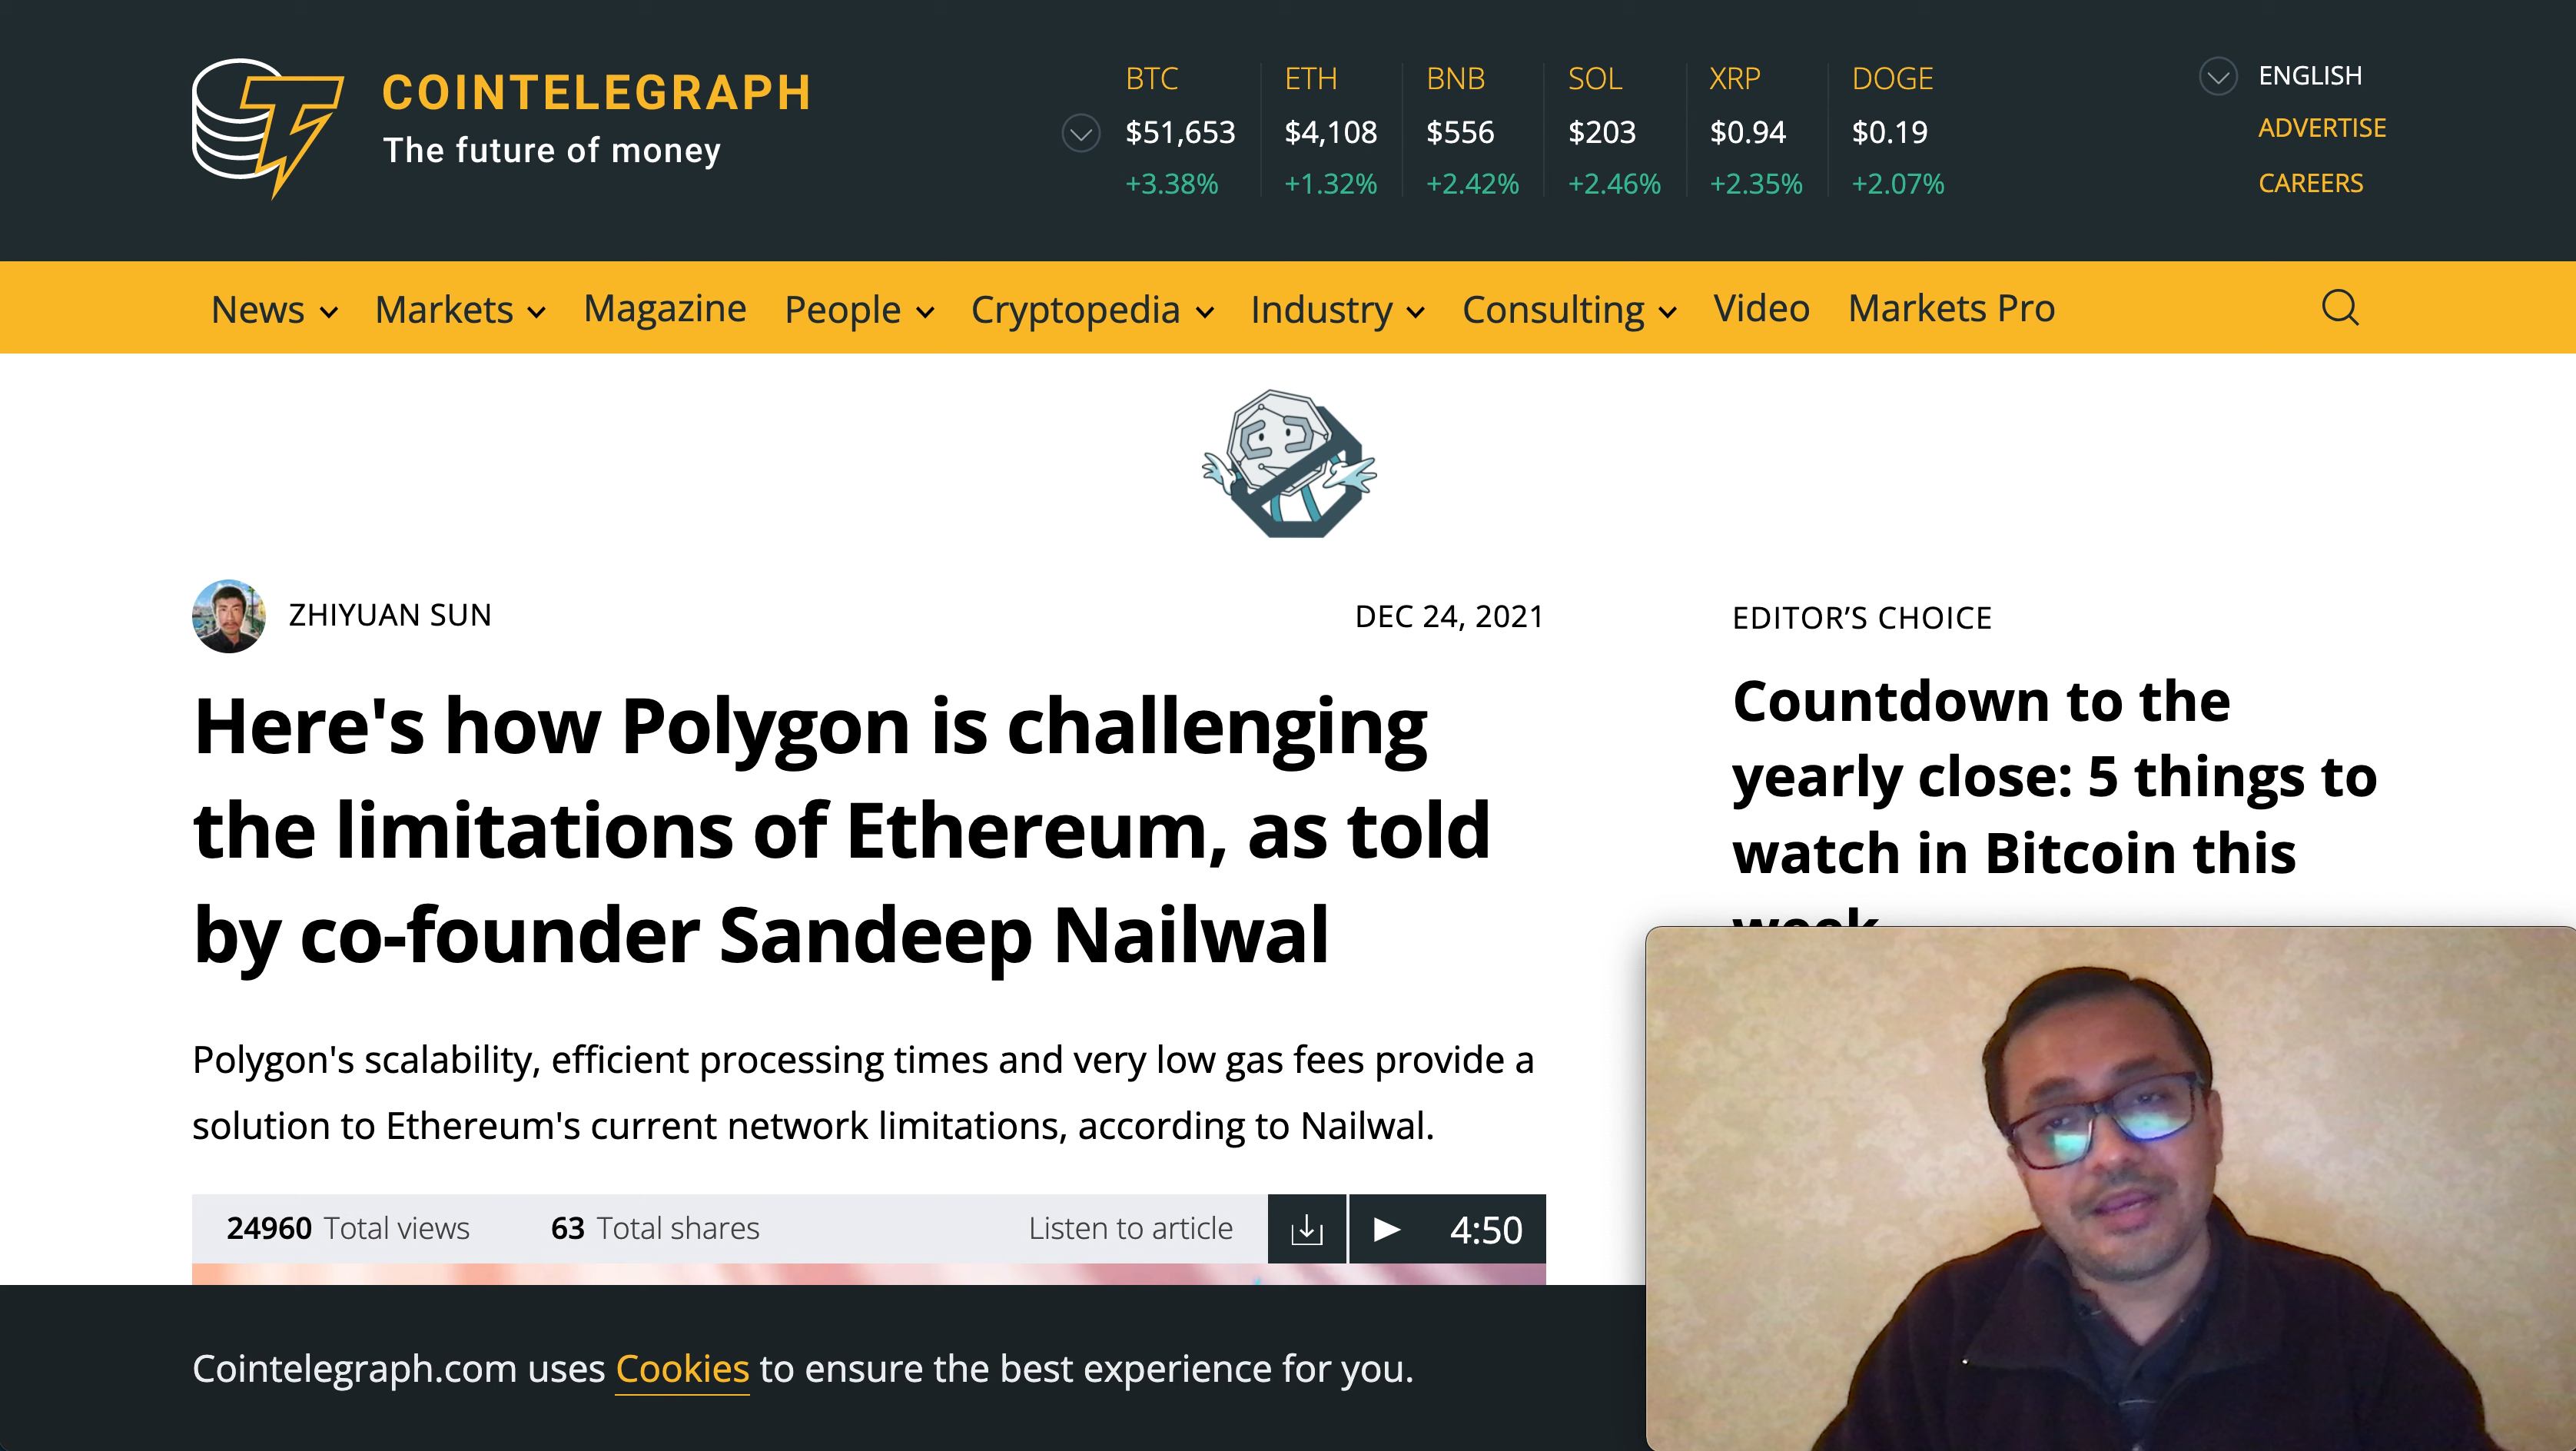 COINTELEGRAPH
The future of money
BTC ETH BNB SOL XRP DOGE
$51,653 $4,108 $556 $203 $0.94 $0.19
+3.38% +1.32% +2.42% +2.46% +2.35% +2.07%
ENGLISH
ADVERTISE
CAREERS
News Markets Magazine People Cryptopedia Industry Consulting Video Markets Pro
ZHIYUAN SUN
DEC 24, 2021
Here's how Polygon is challenging
the limitations of Ethereum, as told
by co-founder Sandeep Nailwal
Polygon's scalability, efficient processing times and very low gas fees provide a
solution to Ethereum's current network limitations, according to Nailwal.
24960 Total views 63 Total shares Listen to article 4:50
EDITOR’S CHOICE
Countdown to the
yearly close: 5 things to
watch in Bitcoin this
week
Cointelegraph.com uses Cookies to ensure the best experience for you.